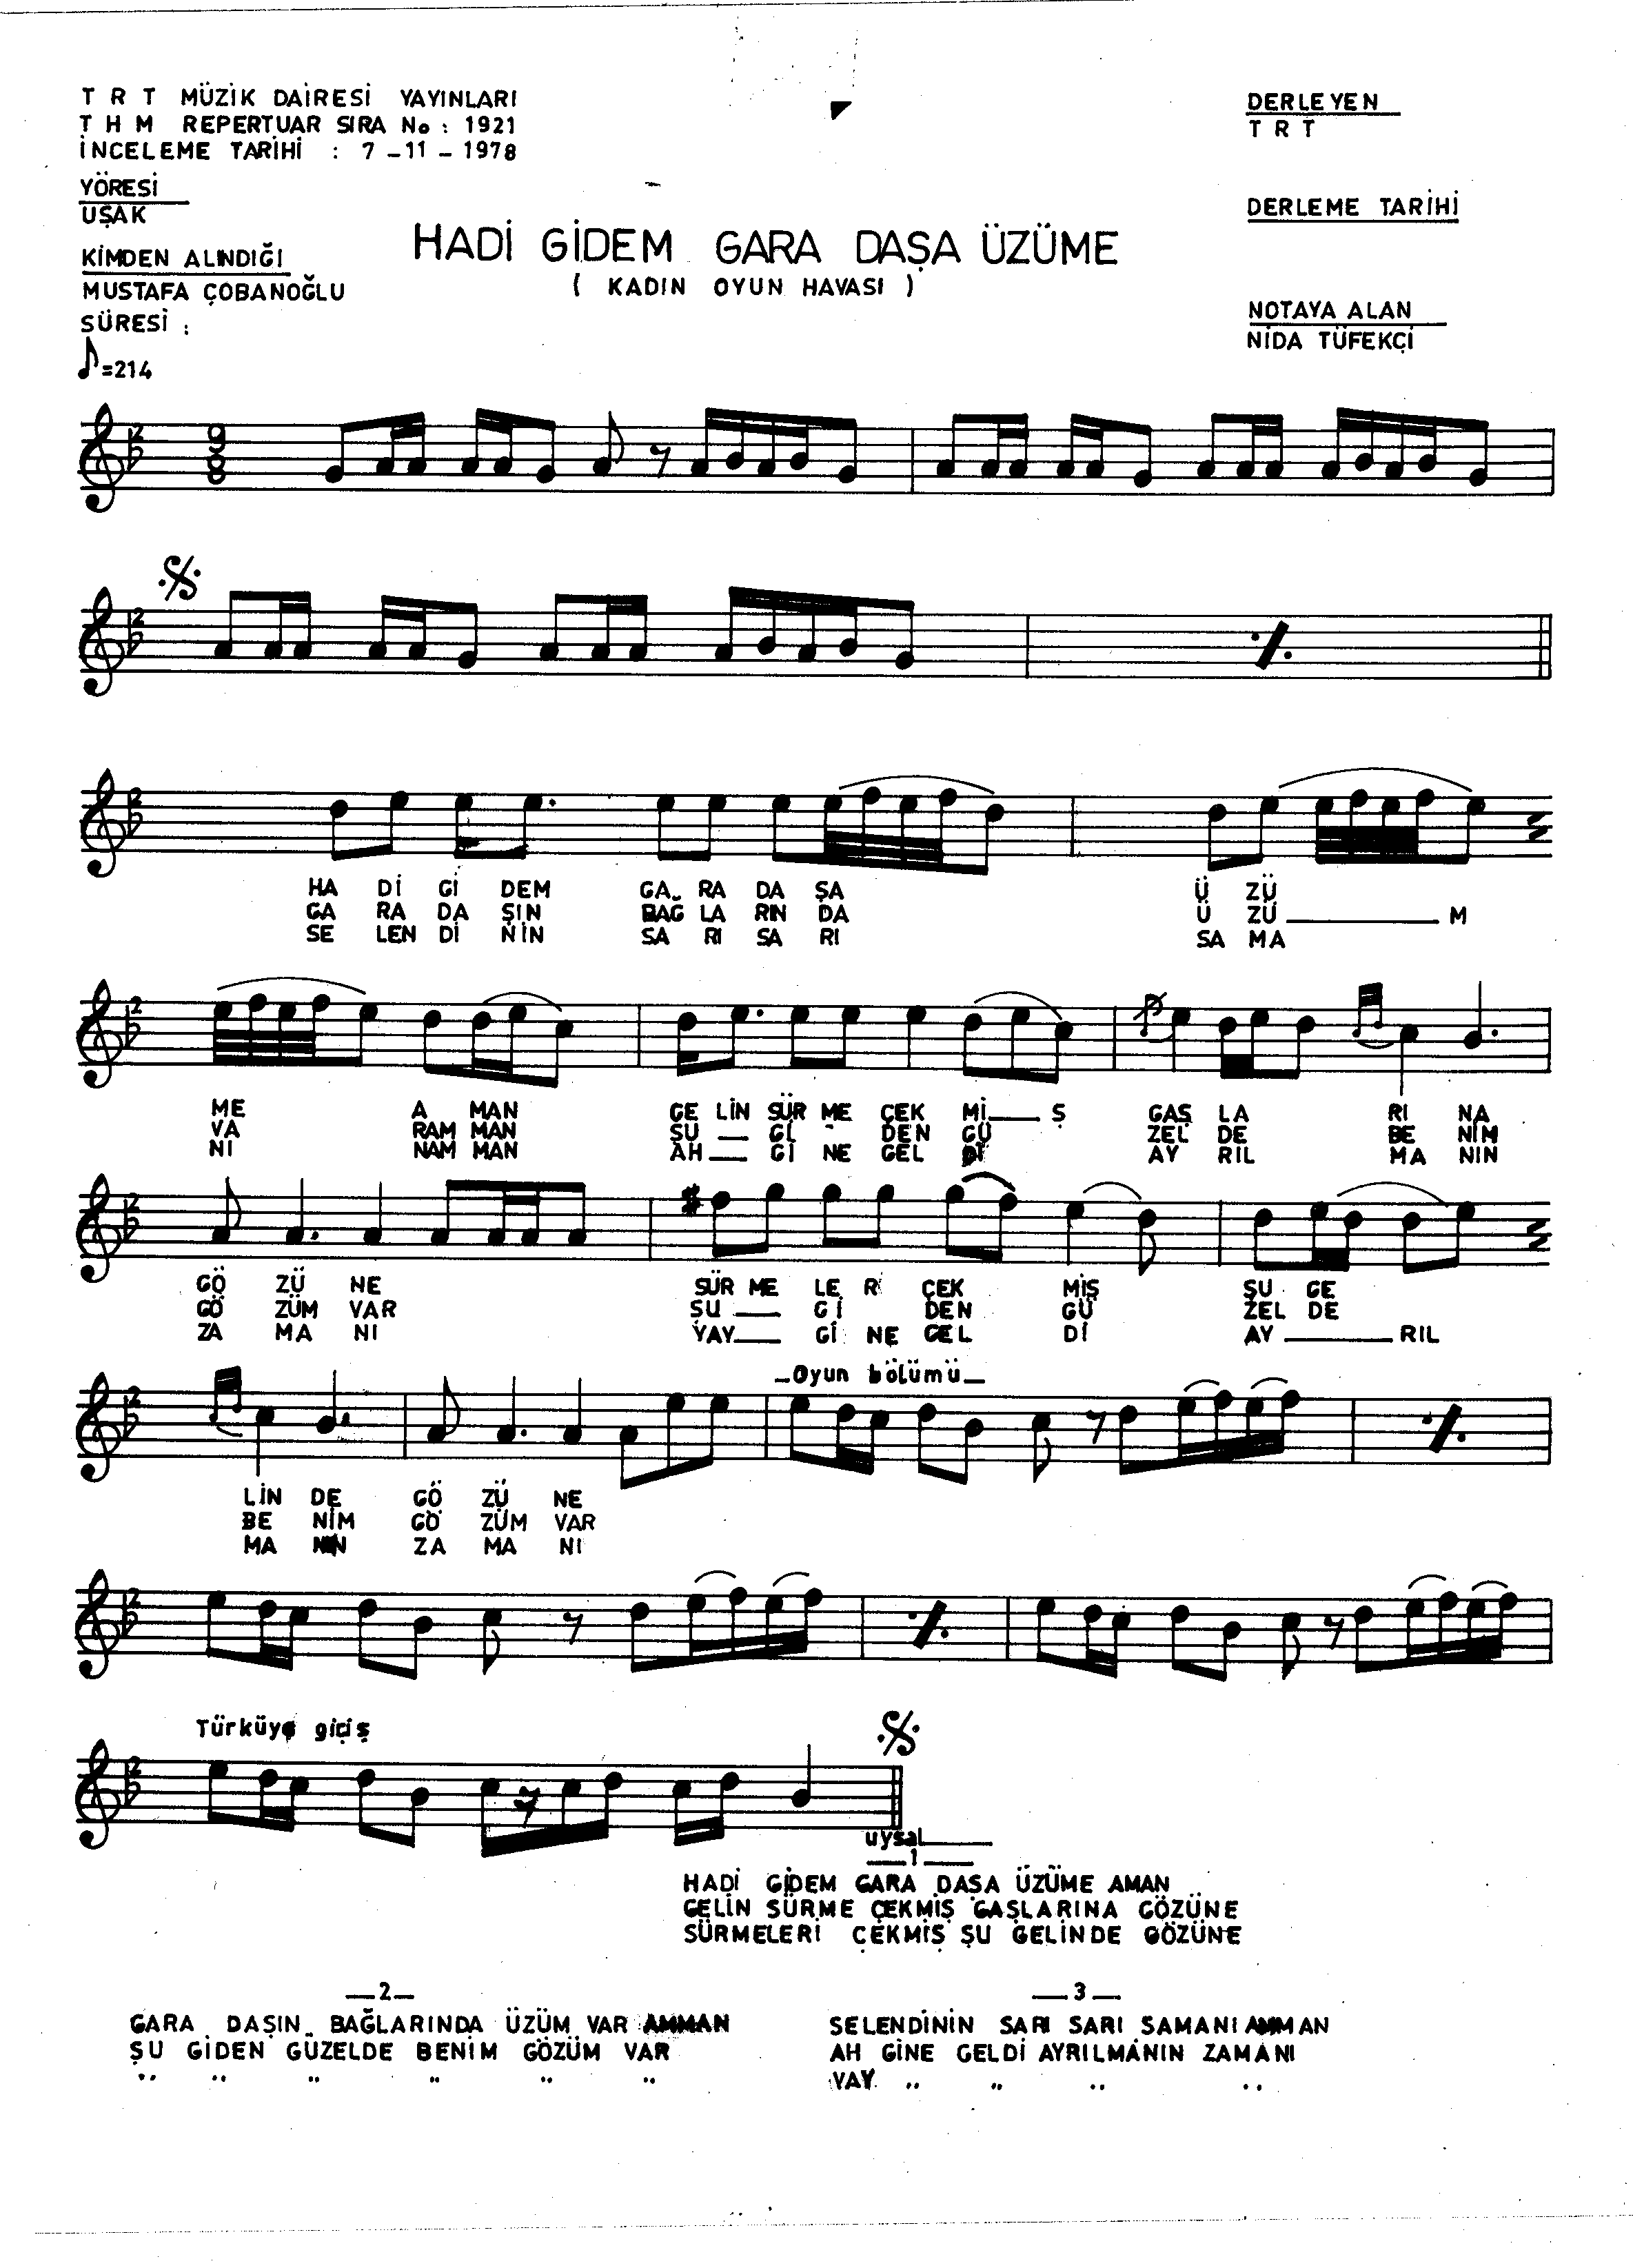 T R T MÜZİK DAİRESİ YAYINLARI
T H M REPERTUAR SIRA No : 1921
İNCELEME TARİHİ : 7 - 11 - 1978
DERLEYEN
T R T
YÖRESİ
UŞAK
DERLEME TARİHİ
HADİ GİDEM GARA DAŞA ÜZÜME
( KADIN OYUN HAVASI )
KİMDEN ALINDIĞI
MUSTAFA ÇOBANOĞLU
SÜRESİ :
NOTAYA ALAN
NİDA TÜFEKÇİ
♪=214
9
8
HA Dİ Gİ DEM GA RA DA ŞA Ü ZÜ
GA RA DA ŞIN BAĞ LA RIN DA Ü ZÜ M
SE LEN Dİ NİN SA RI SA RI SA MA
ME A MAN GE LİN SÜR ME ÇEK Mİ Ş GAŞ LA RI NA
VA RAM MAN ŞU Gİ DEN GÜ ZEL DE BE NİM
NI NAM MAN AH Gİ NE GEL Dİ AY RIL MA NIN
GÖ ZÜ NE SÜR ME LE Rİ ÇEK MİŞ ŞU GE
GÖ ZÜM VAR ŞU Gİ DEN GÜ ZEL DE
ZA MA NI VAY Gİ NE GEL Dİ AY RIL
Oyun bölümü
LİN DE GÖ ZÜ NE
BE NİM GÖ ZÜM VAR
MA NIN ZA MA NI
Türküye giçiş
uysal
1
HADİ GİDEM GARA DAŞA ÜZÜME AMAN
GELİN SÜRME ÇEKMİŞ GAŞLARINA GÖZÜNE
SÜRMELERİ ÇEKMİŞ ŞU GELİNDE GÖZÜNE
2
GARA DAŞIN BAĞLARINDA ÜZÜM VAR AMMAN
ŞU GİDEN GÜZELDE BENİM GÖZÜM VAR
,, ,, ,, ,, ,, ,,
3
SELENDİNİN SARI SARI SAMANI AMMAN
AH GİNE GELDİ AYRILMANIN ZAMANI
VAY ,, ,, ,, ,,